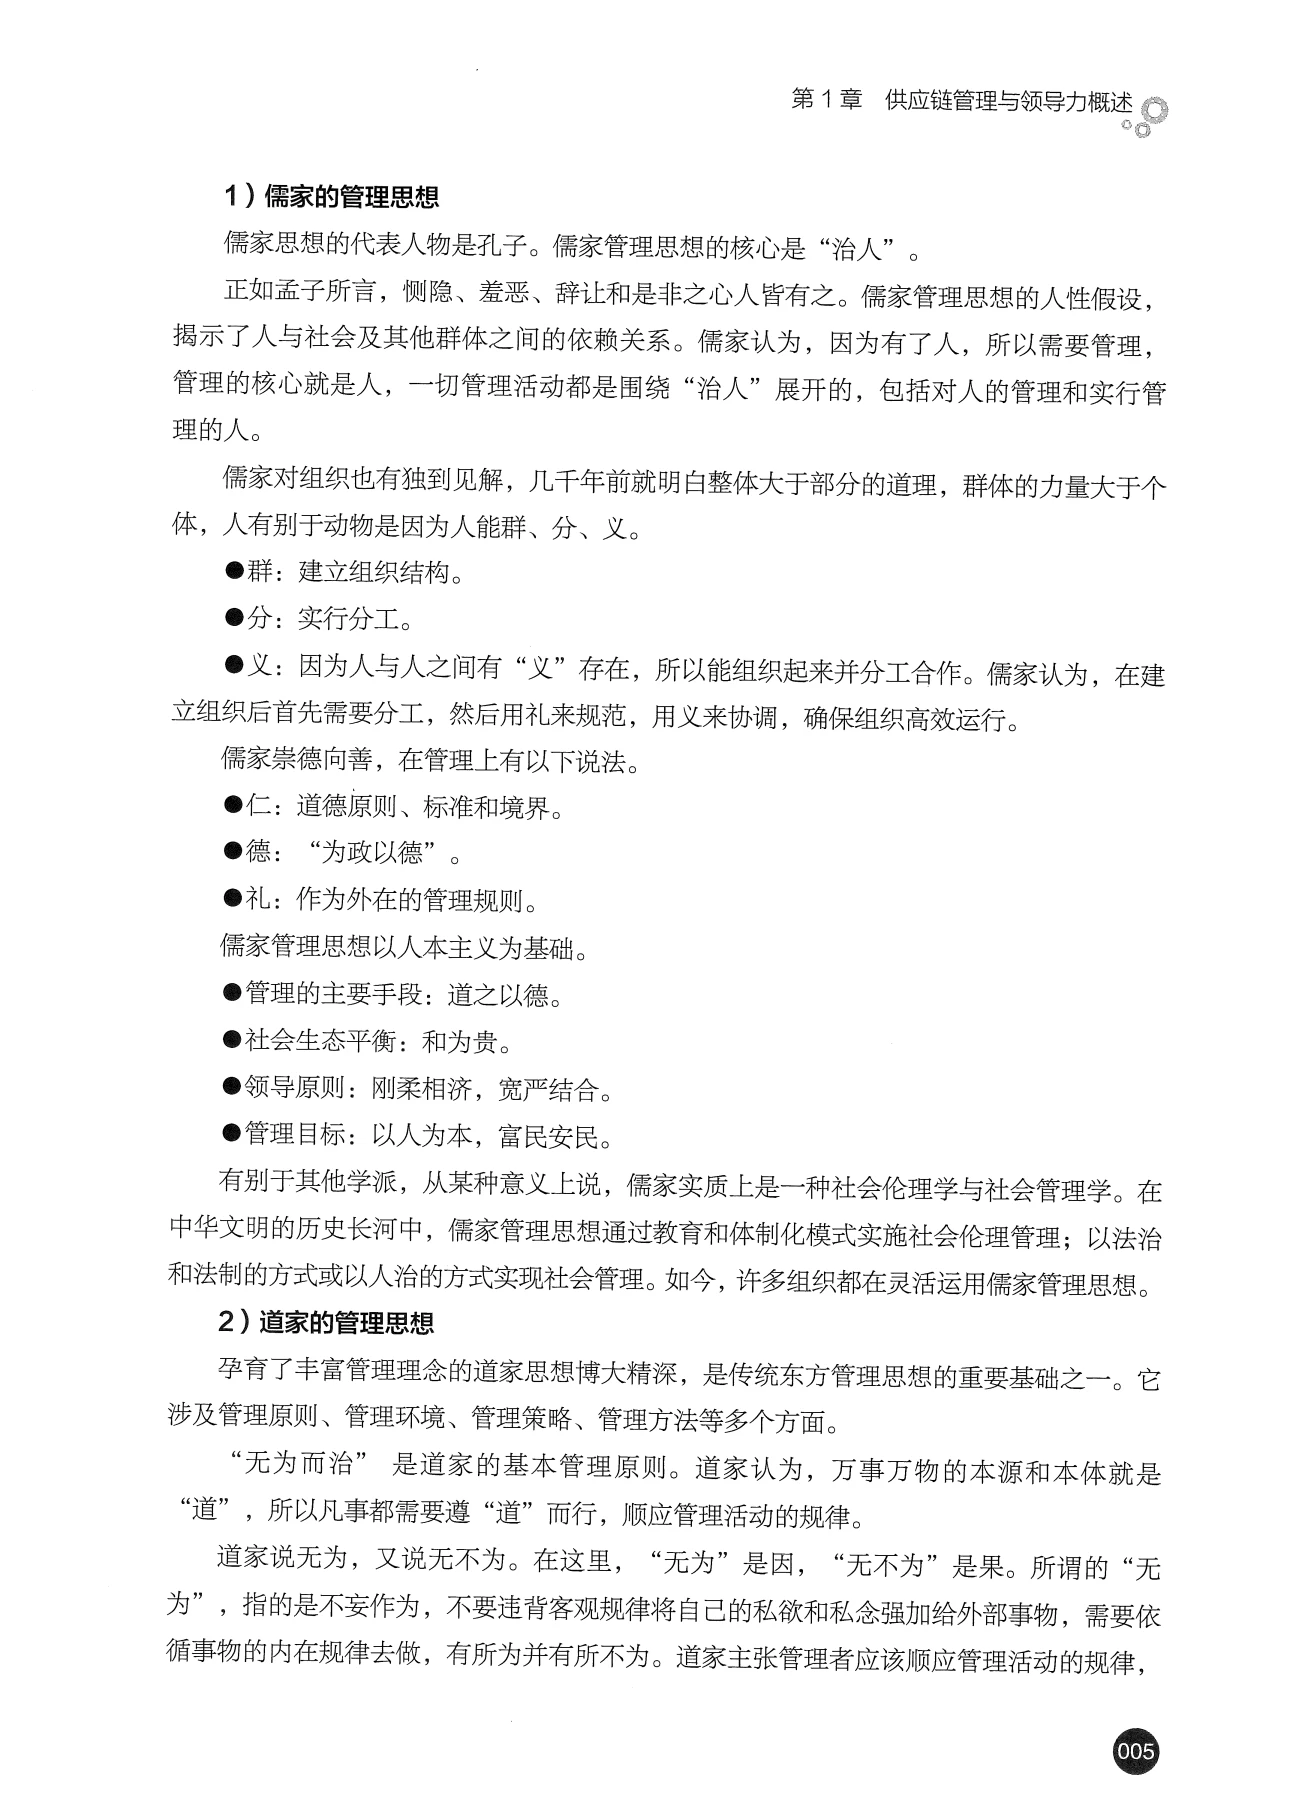 第1章 供应链管理与领导力概述
1）儒家的管理思想
儒家思想的代表人物是孔子。儒家管理思想的核心是“治人”。
正如孟子所言，恻隐、羞恶、辞让和是非之心人皆有之。儒家管理思想的人性假设，
揭示了人与社会及其他群体之间的依赖关系。儒家认为，因为有了人，所以需要管理，
管理的核心就是人，一切管理活动都是围绕“治人”展开的，包括对人的管理和实行管
理的人。
儒家对组织也有独到见解，几千年前就明白整体大于部分的道理，群体的力量大于个
体，人有别于动物是因为人能群、分、义。
●群：建立组织结构。
●分：实行分工。
●义：因为人与人之间有“义”存在，所以能组织起来并分工合作。儒家认为，在建
立组织后首先需要分工，然后用礼来规范，用义来协调，确保组织高效运行。
儒家崇德向善，在管理上有以下说法。
●仁：道德原则、标准和境界。
●德：“为政以德”。
●礼：作为外在的管理规则。
儒家管理思想以人本主义为基础。
●管理的主要手段：道之以德。
●社会生态平衡：和为贵。
●领导原则：刚柔相济，宽严结合。
●管理目标：以人为本，富民安民。
有别于其他学派，从某种意义上说，儒家实质上是一种社会伦理学与社会管理学。在
中华文明的历史长河中，儒家管理思想通过教育和体制化模式实施社会伦理管理；以法治
和法制的方式或以人治的方式实现社会管理。如今，许多组织都在灵活运用儒家管理思想。
2）道家的管理思想
孕育了丰富管理理念的道家思想博大精深，是传统东方管理思想的重要基础之一。它
涉及管理原则、管理环境、管理策略、管理方法等多个方面。
“无为而治” 是道家的基本管理原则。道家认为，万事万物的本源和本体就是
“道”，所以凡事都需要遵“道”而行，顺应管理活动的规律。
道家说无为，又说无不为。在这里，“无为”是因，“无不为”是果。所谓的“无
为”，指的是不妄作为，不要违背客观规律将自己的私欲和私念强加给外部事物，需要依
循事物的内在规律去做，有所为并有所不为。道家主张管理者应该顺应管理活动的规律，
005